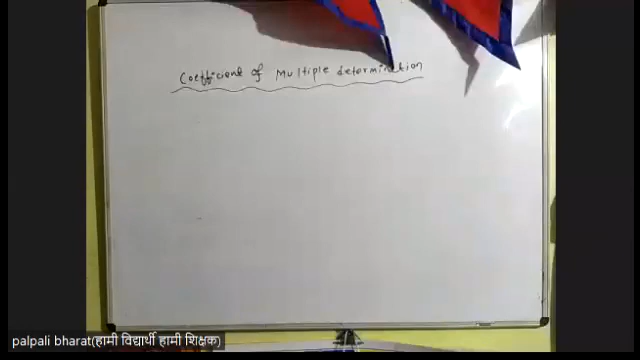 Coefficient of Multiple determination
palpali bharat(हामी विद्यार्थी हामी शिक्षक)